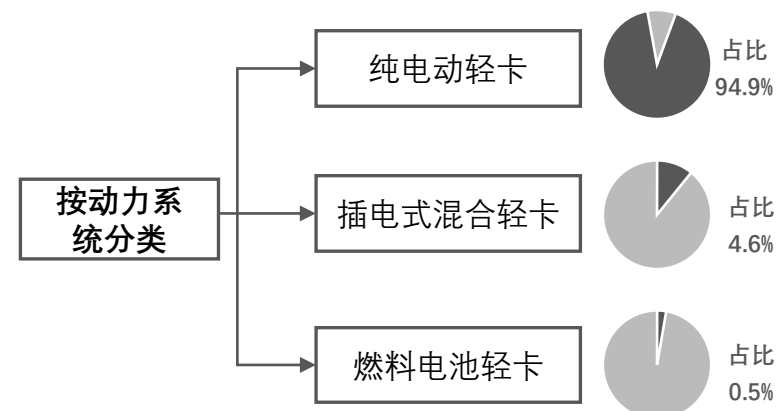 纯电动轻卡
占比
94.9%
按动力系
统分类
插电式混合轻卡
占比
4.6%
燃料电池轻卡
占比
0.5%